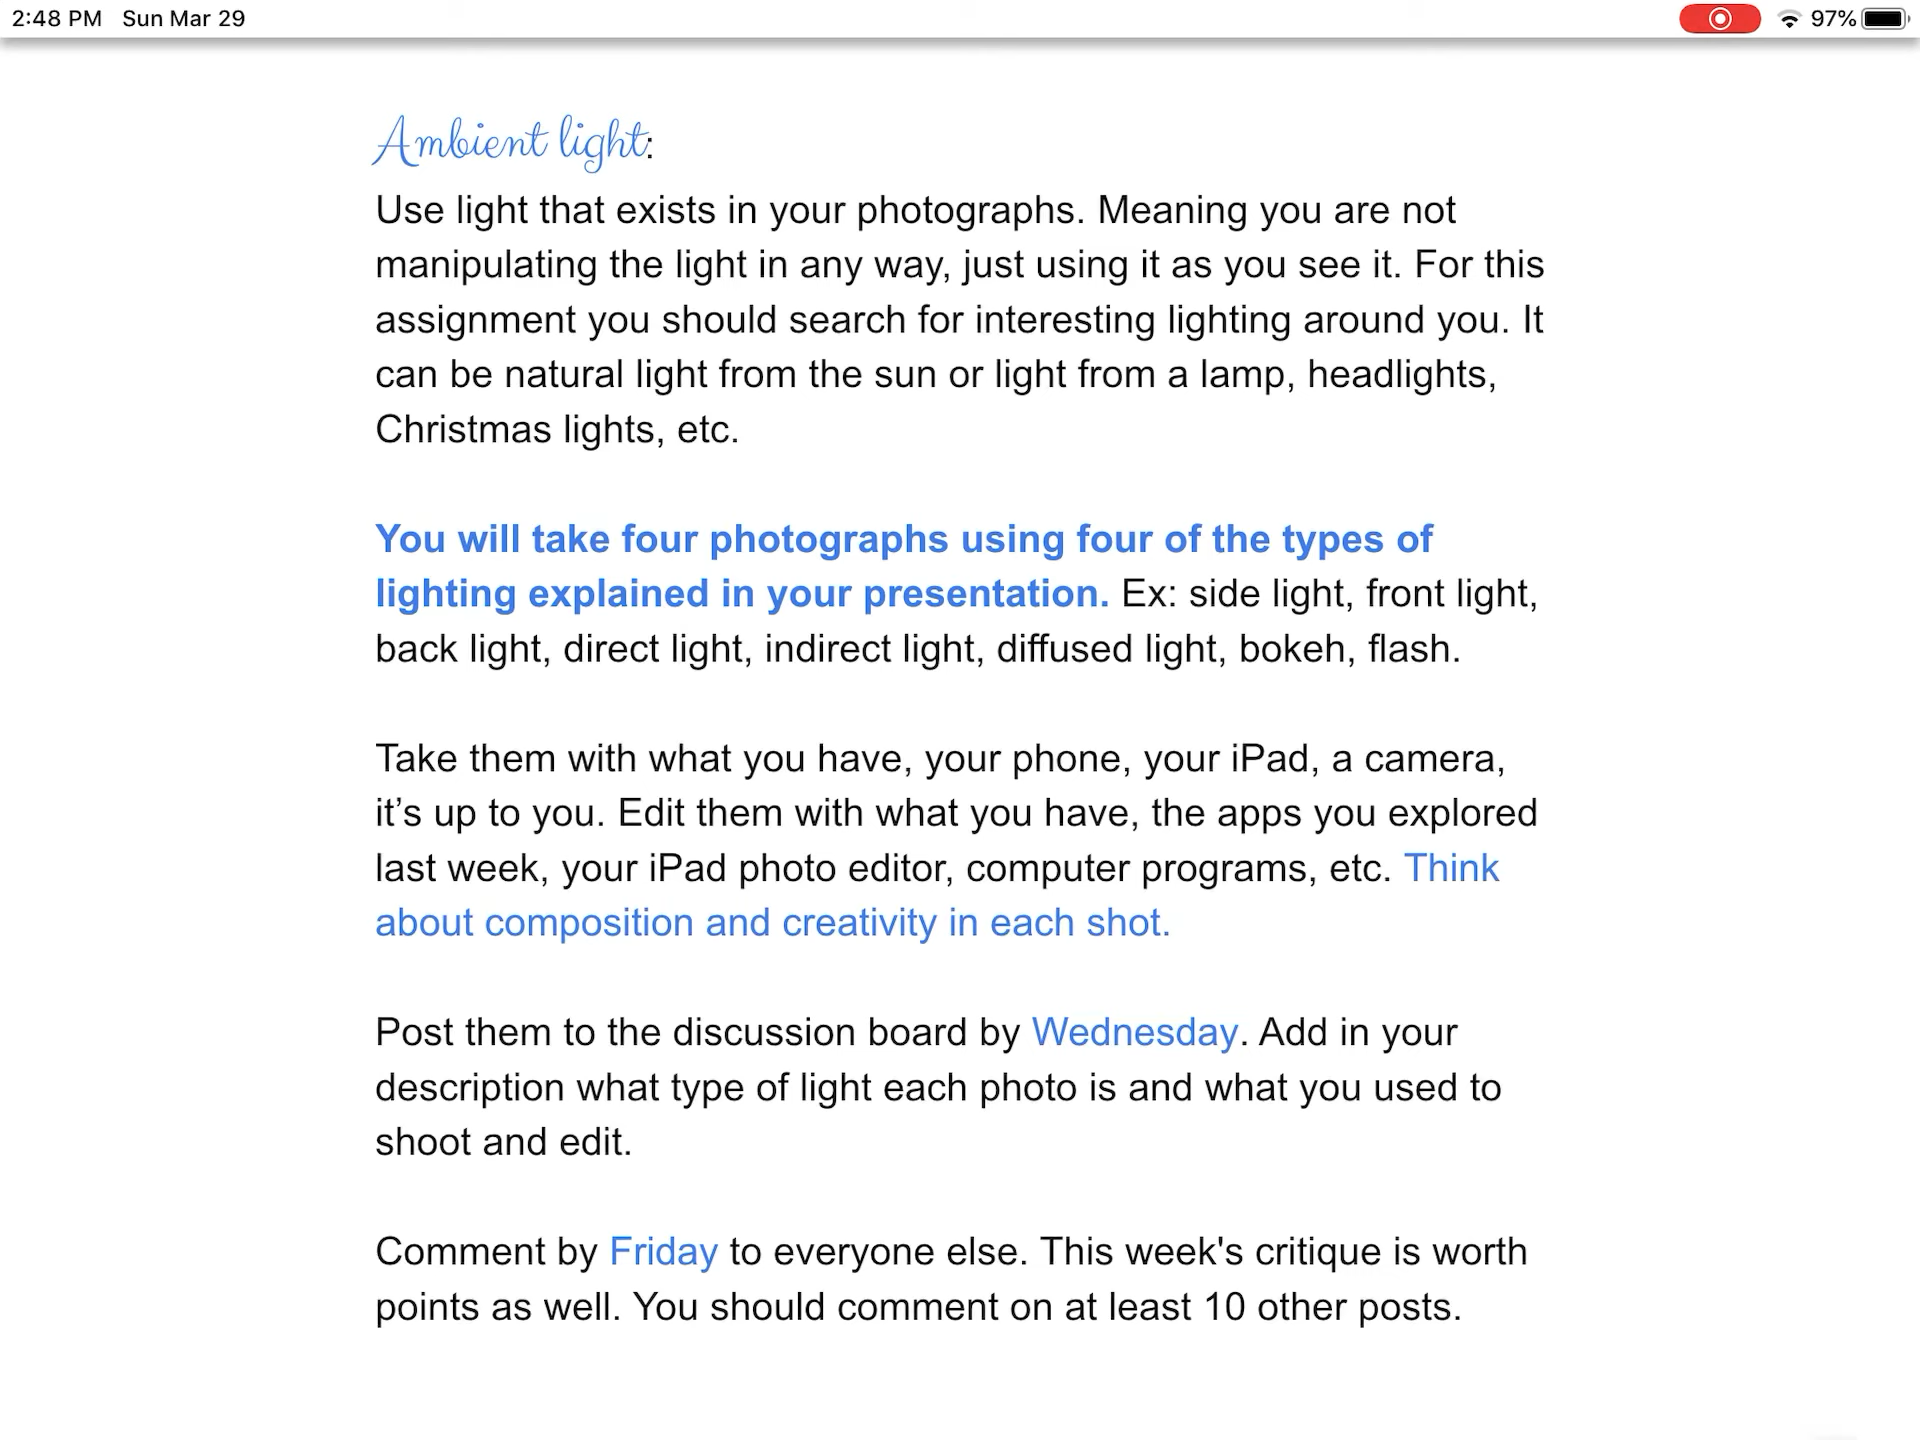 2:48 PM Sun Mar 29 97%
Ambient light:
Use light that exists in your photographs. Meaning you are not
manipulating the light in any way, just using it as you see it. For this
assignment you should search for interesting lighting around you. It
can be natural light from the sun or light from a lamp, headlights,
Christmas lights, etc.
You will take four photographs using four of the types of
lighting explained in your presentation. Ex: side light, front light,
back light, direct light, indirect light, diffused light, bokeh, flash.
Take them with what you have, your phone, your iPad, a camera,
it’s up to you. Edit them with what you have, the apps you explored
last week, your iPad photo editor, computer programs, etc. Think
about composition and creativity in each shot.
Post them to the discussion board by Wednesday. Add in your
description what type of light each photo is and what you used to
shoot and edit.
Comment by Friday to everyone else. This week's critique is worth
points as well. You should comment on at least 10 other posts.